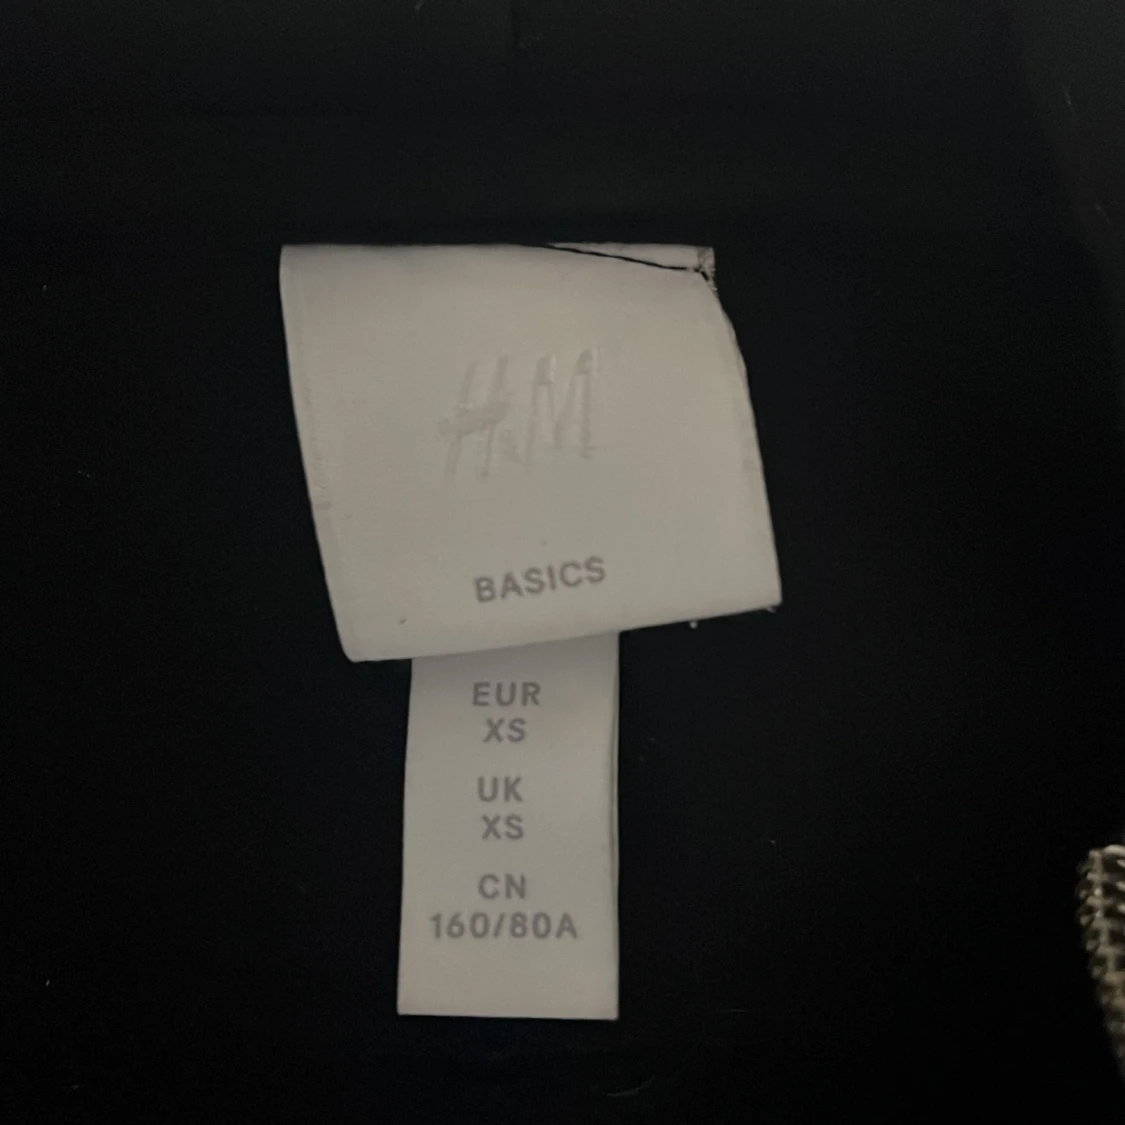 H&M
BASICS
EUR
XS
UK
XS
CN
160/80A